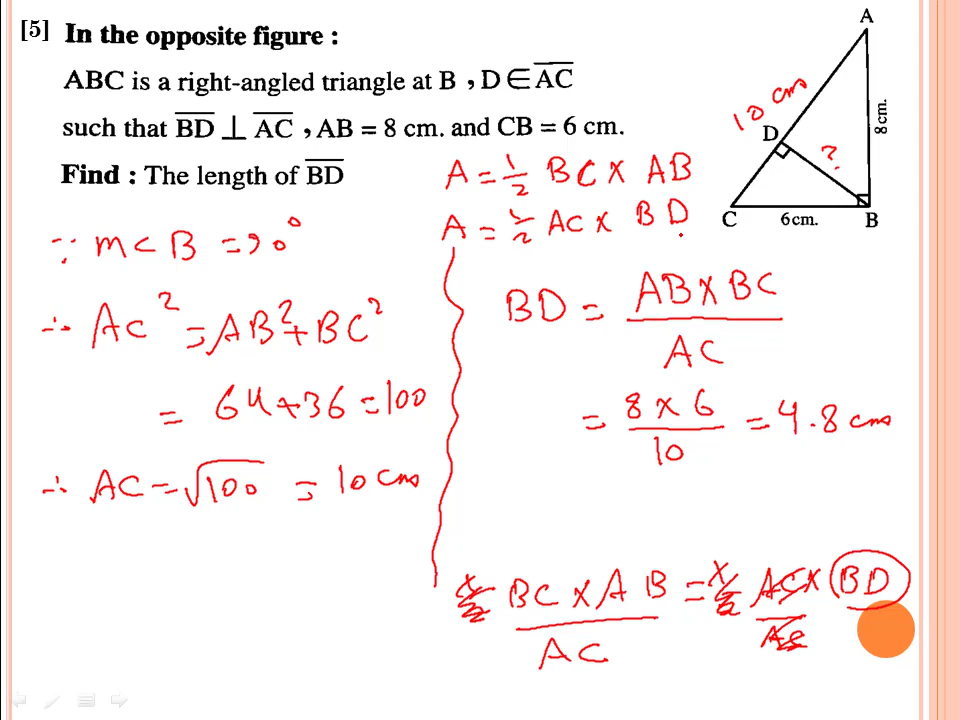 [5] In the opposite figure :
ABC is a right-angled triangle at B , D ∈ AC
such that BD ⊥ AC , AB = 8 cm. and CB = 6 cm.
Find : The length of BD
A
8 cm.
10 cm
D
?
C
6 cm.
B
A = 1/2 BC × AB
A = 1/2 AC × BD
∵ m < B = 90°
∴ AC² = AB² + BC²
= 64 + 36 = 100
∴ AC = √100 = 10 cm
BD = AB × BC / AC
= 8 × 6 / 10 = 4.8 cm
1/2 BC × AB / AC = 1/2 AC × BD / AC